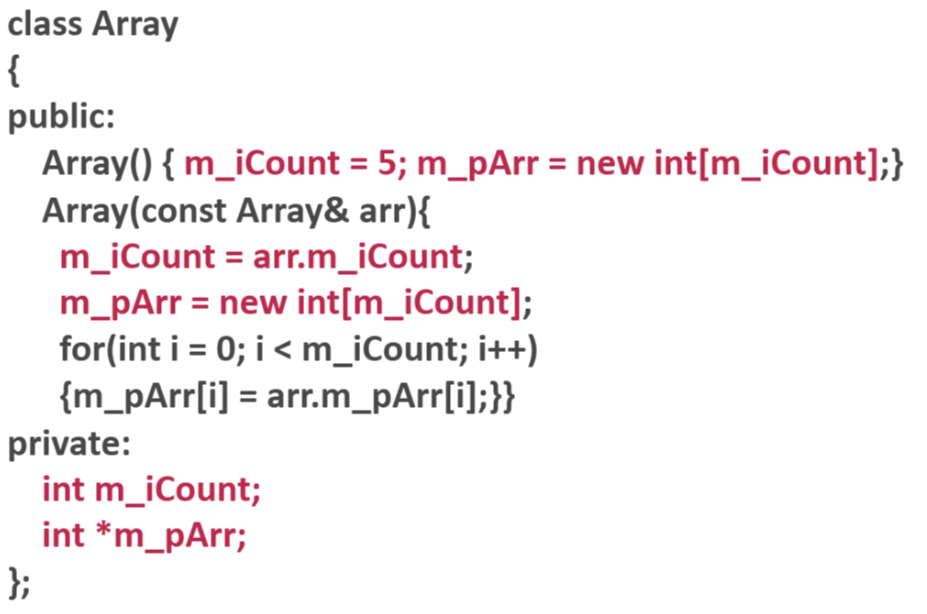 class Array
{
public:
Array() { m_iCount = 5; m_pArr = new int[m_iCount];}
Array(const Array& arr){
m_iCount = arr.m_iCount;
m_pArr = new int[m_iCount];
for(int i = 0; i < m_iCount; i++)
{m_pArr[i] = arr.m_pArr[i];}}
private:
int m_iCount;
int *m_pArr;
};